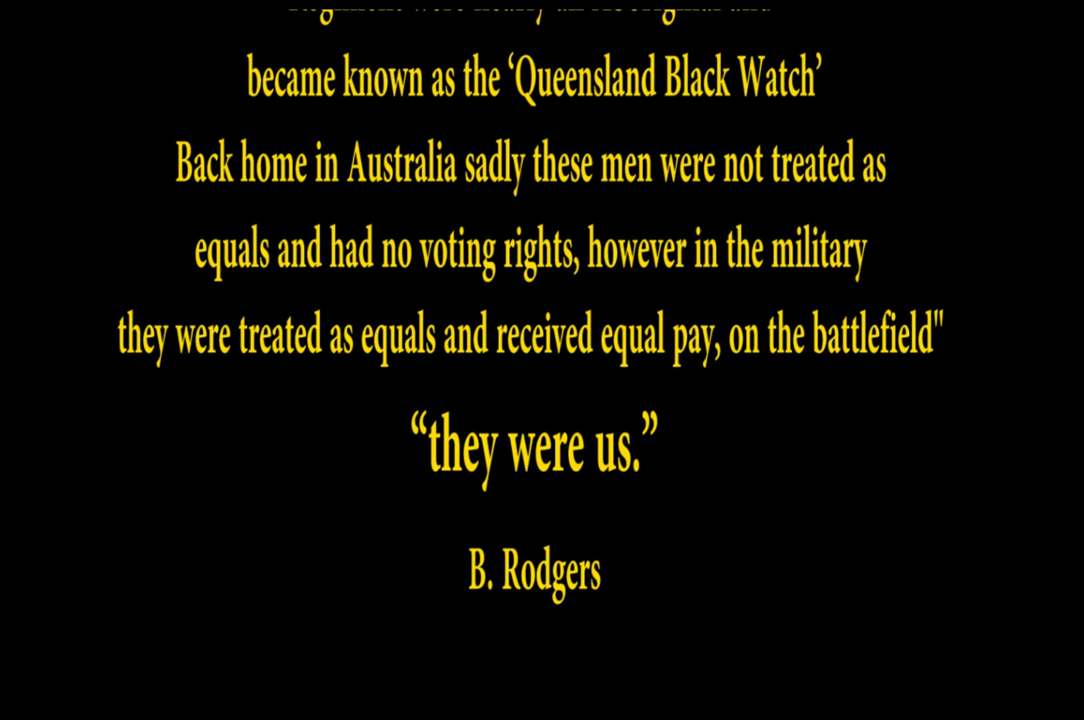 became known as the ‘Queensland Black Watch’
Back home in Australia sadly these men were not treated as
equals and had no voting rights, however in the military
they were treated as equals and received equal pay, on the battlefield"
“they were us.”
B. Rodgers